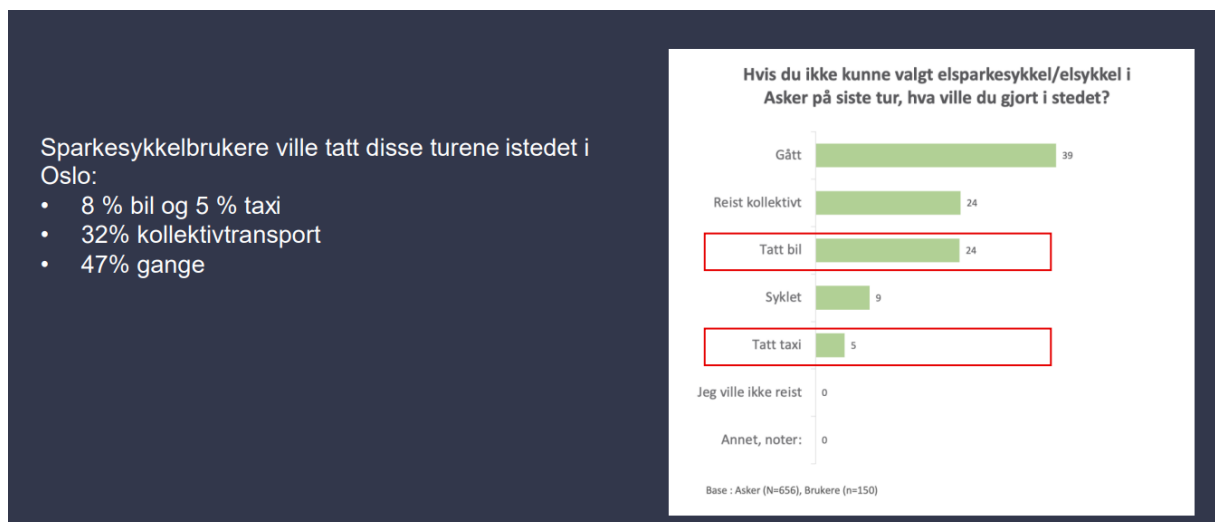 Sparkesykkelbrukere ville tatt disse turene istedet i
Oslo:
• 8 % bil og 5 % taxi
• 32% kollektivtransport
• 47% gange
Hvis du ikke kunne valgt elsparkesykkel/elsykkel i
Asker på siste tur, hva ville du gjort i stedet?
Gått 39
Reist kollektivt 24
Tatt bil 24
Syklet 9
Tatt taxi 5
Jeg ville ikke reist 0
Annet, noter: 0
Base : Asker (N=656), Brukere (n=150)